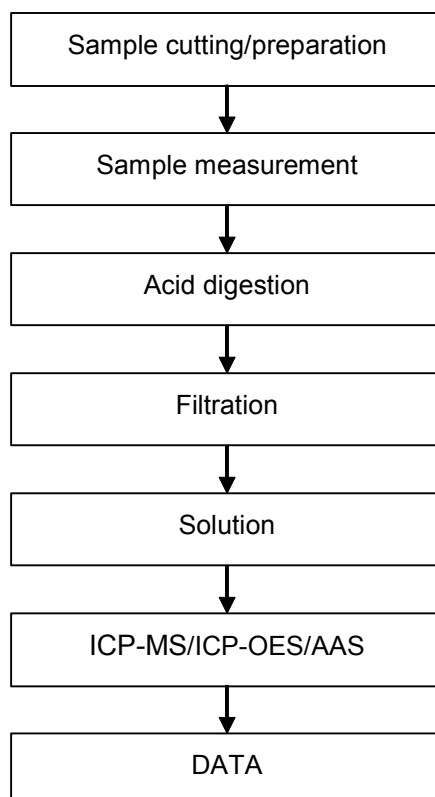 Sample cutting/preparation
Sample measurement
Acid digestion
Filtration
Solution
ICP-MS/ICP-OES/AAS
DATA